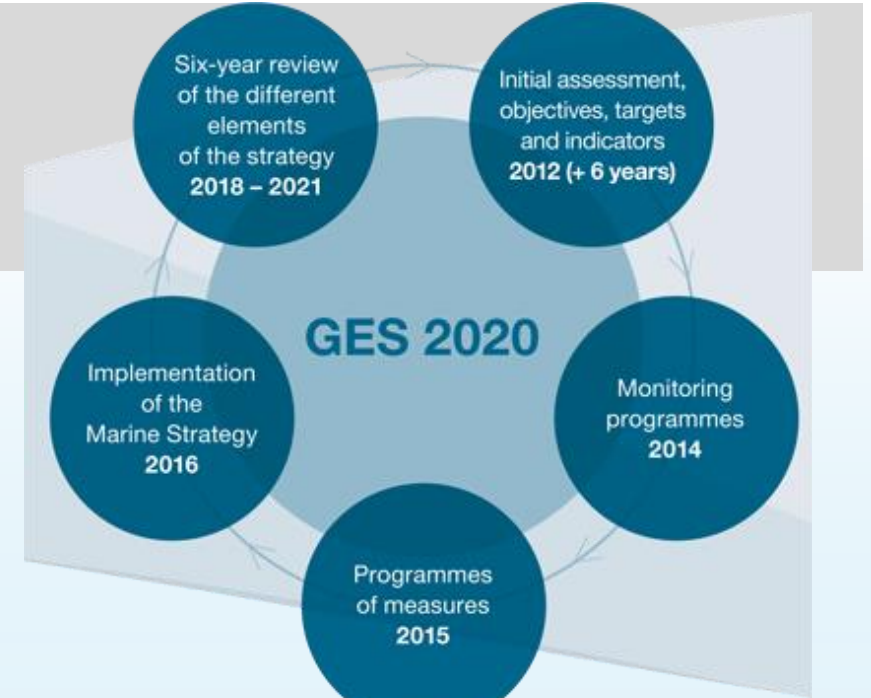 Six-year review
of the different
elements
of the strategy
2018 – 2021
Initial assessment,
objectives, targets
and indicators
2012 (+ 6 years)
GES 2020
Implementation
of the
Marine Strategy
2016
Monitoring
programmes
2014
Programmes
of measures
2015